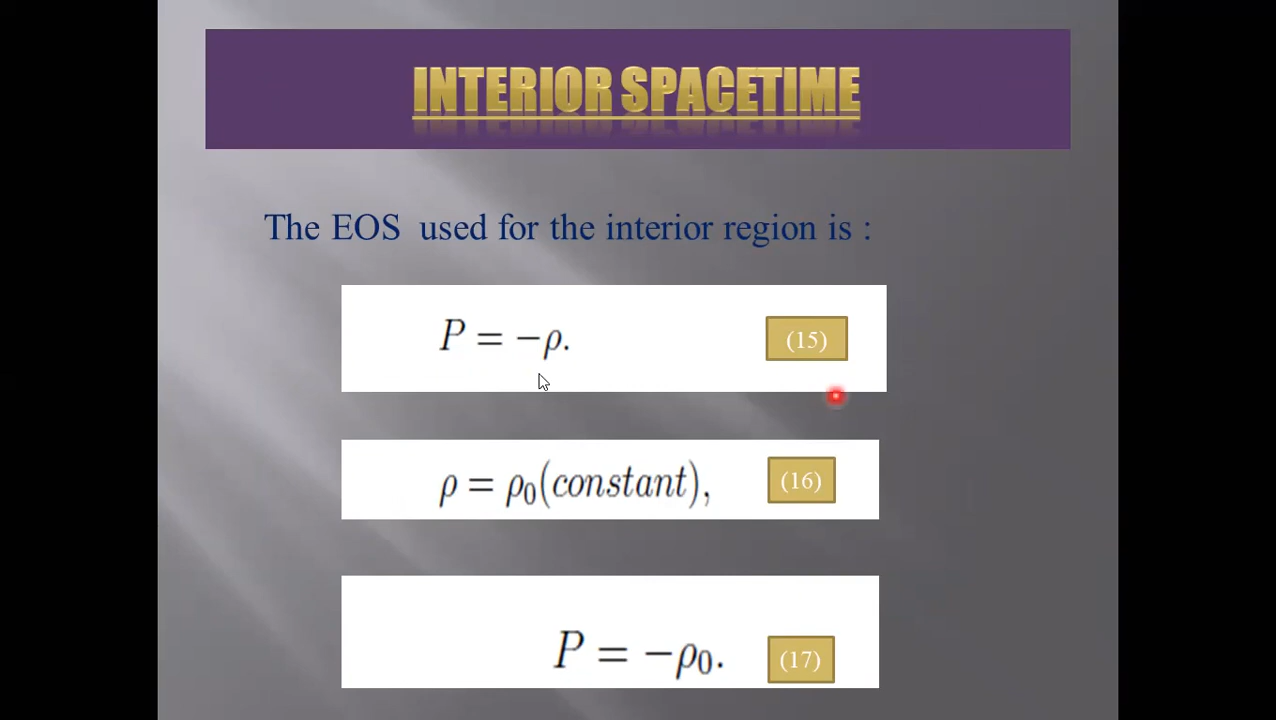 INTERIOR SPACETIME
The EOS used for the interior region is :
P = −ρ. (15)
ρ = ρ₀(constant), (16)
P = −ρ₀. (17)